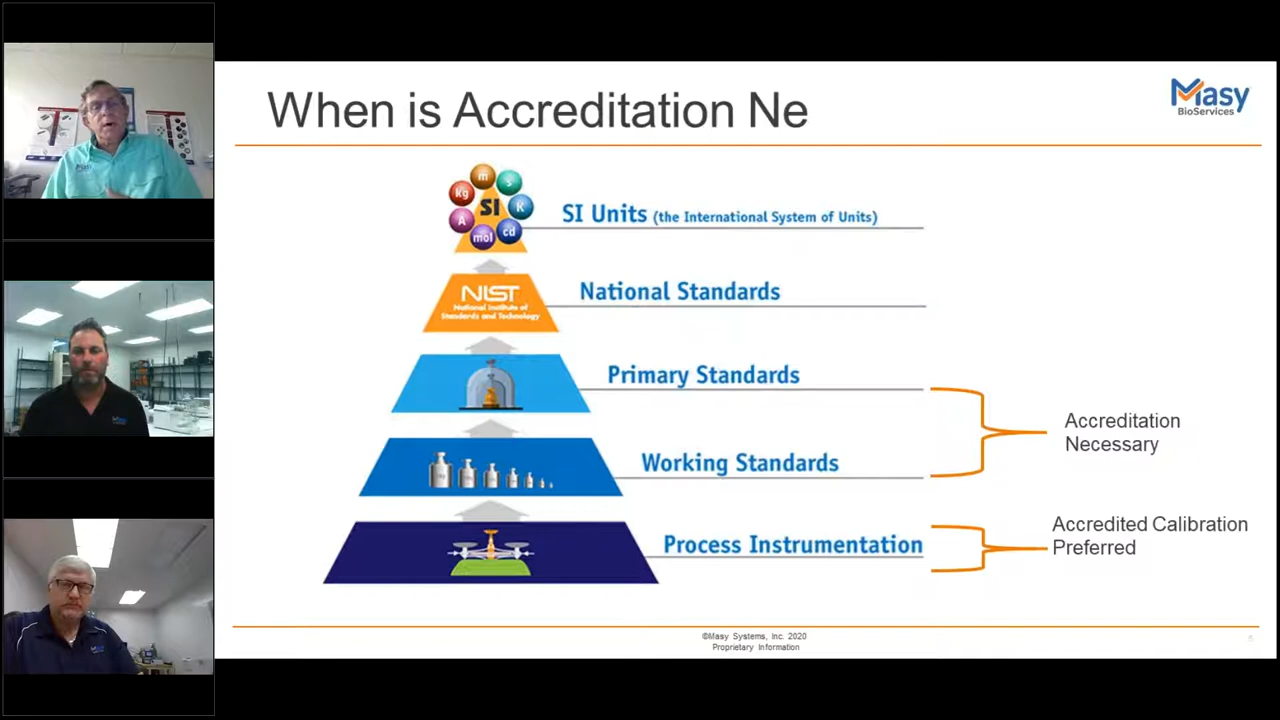 When is Accreditation Ne
Masy
BioServices
m
kg
s
SI
K
A
mol
cd
SI Units (the International System of Units)
NIST
National Institute of
Standards and Technology
National Standards
Primary Standards
Accreditation
Necessary
Working Standards
Accredited Calibration
Preferred
Process Instrumentation
©Masy Systems, Inc. 2020
Proprietary Information